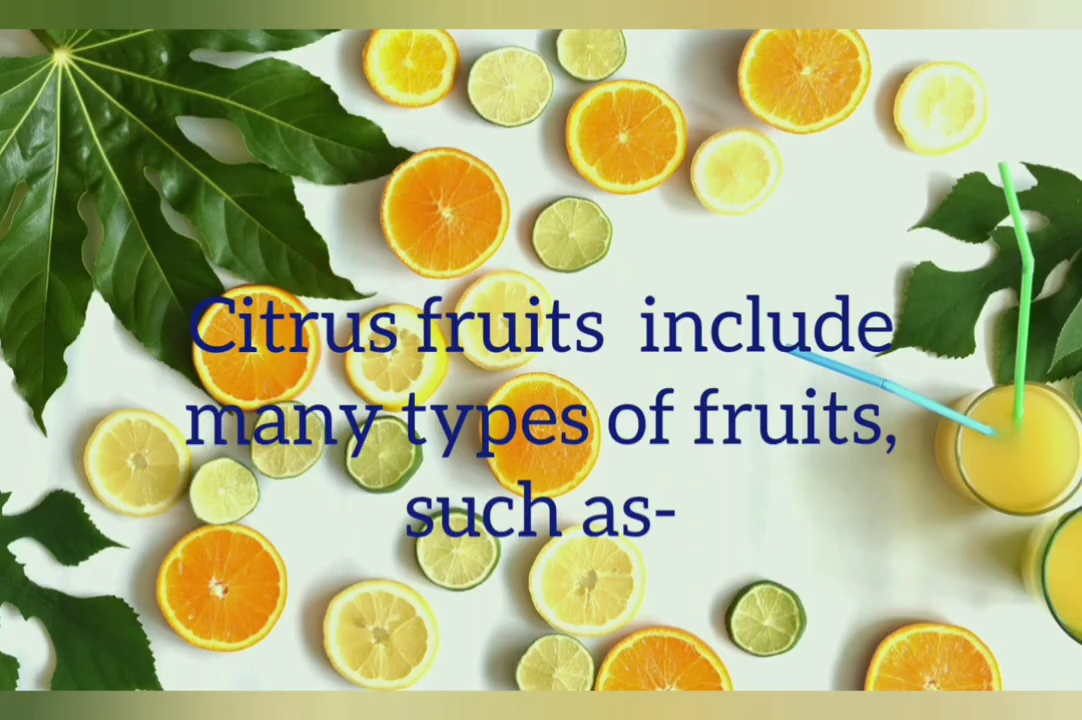 Citrus fruits include
many types of fruits,
such as-